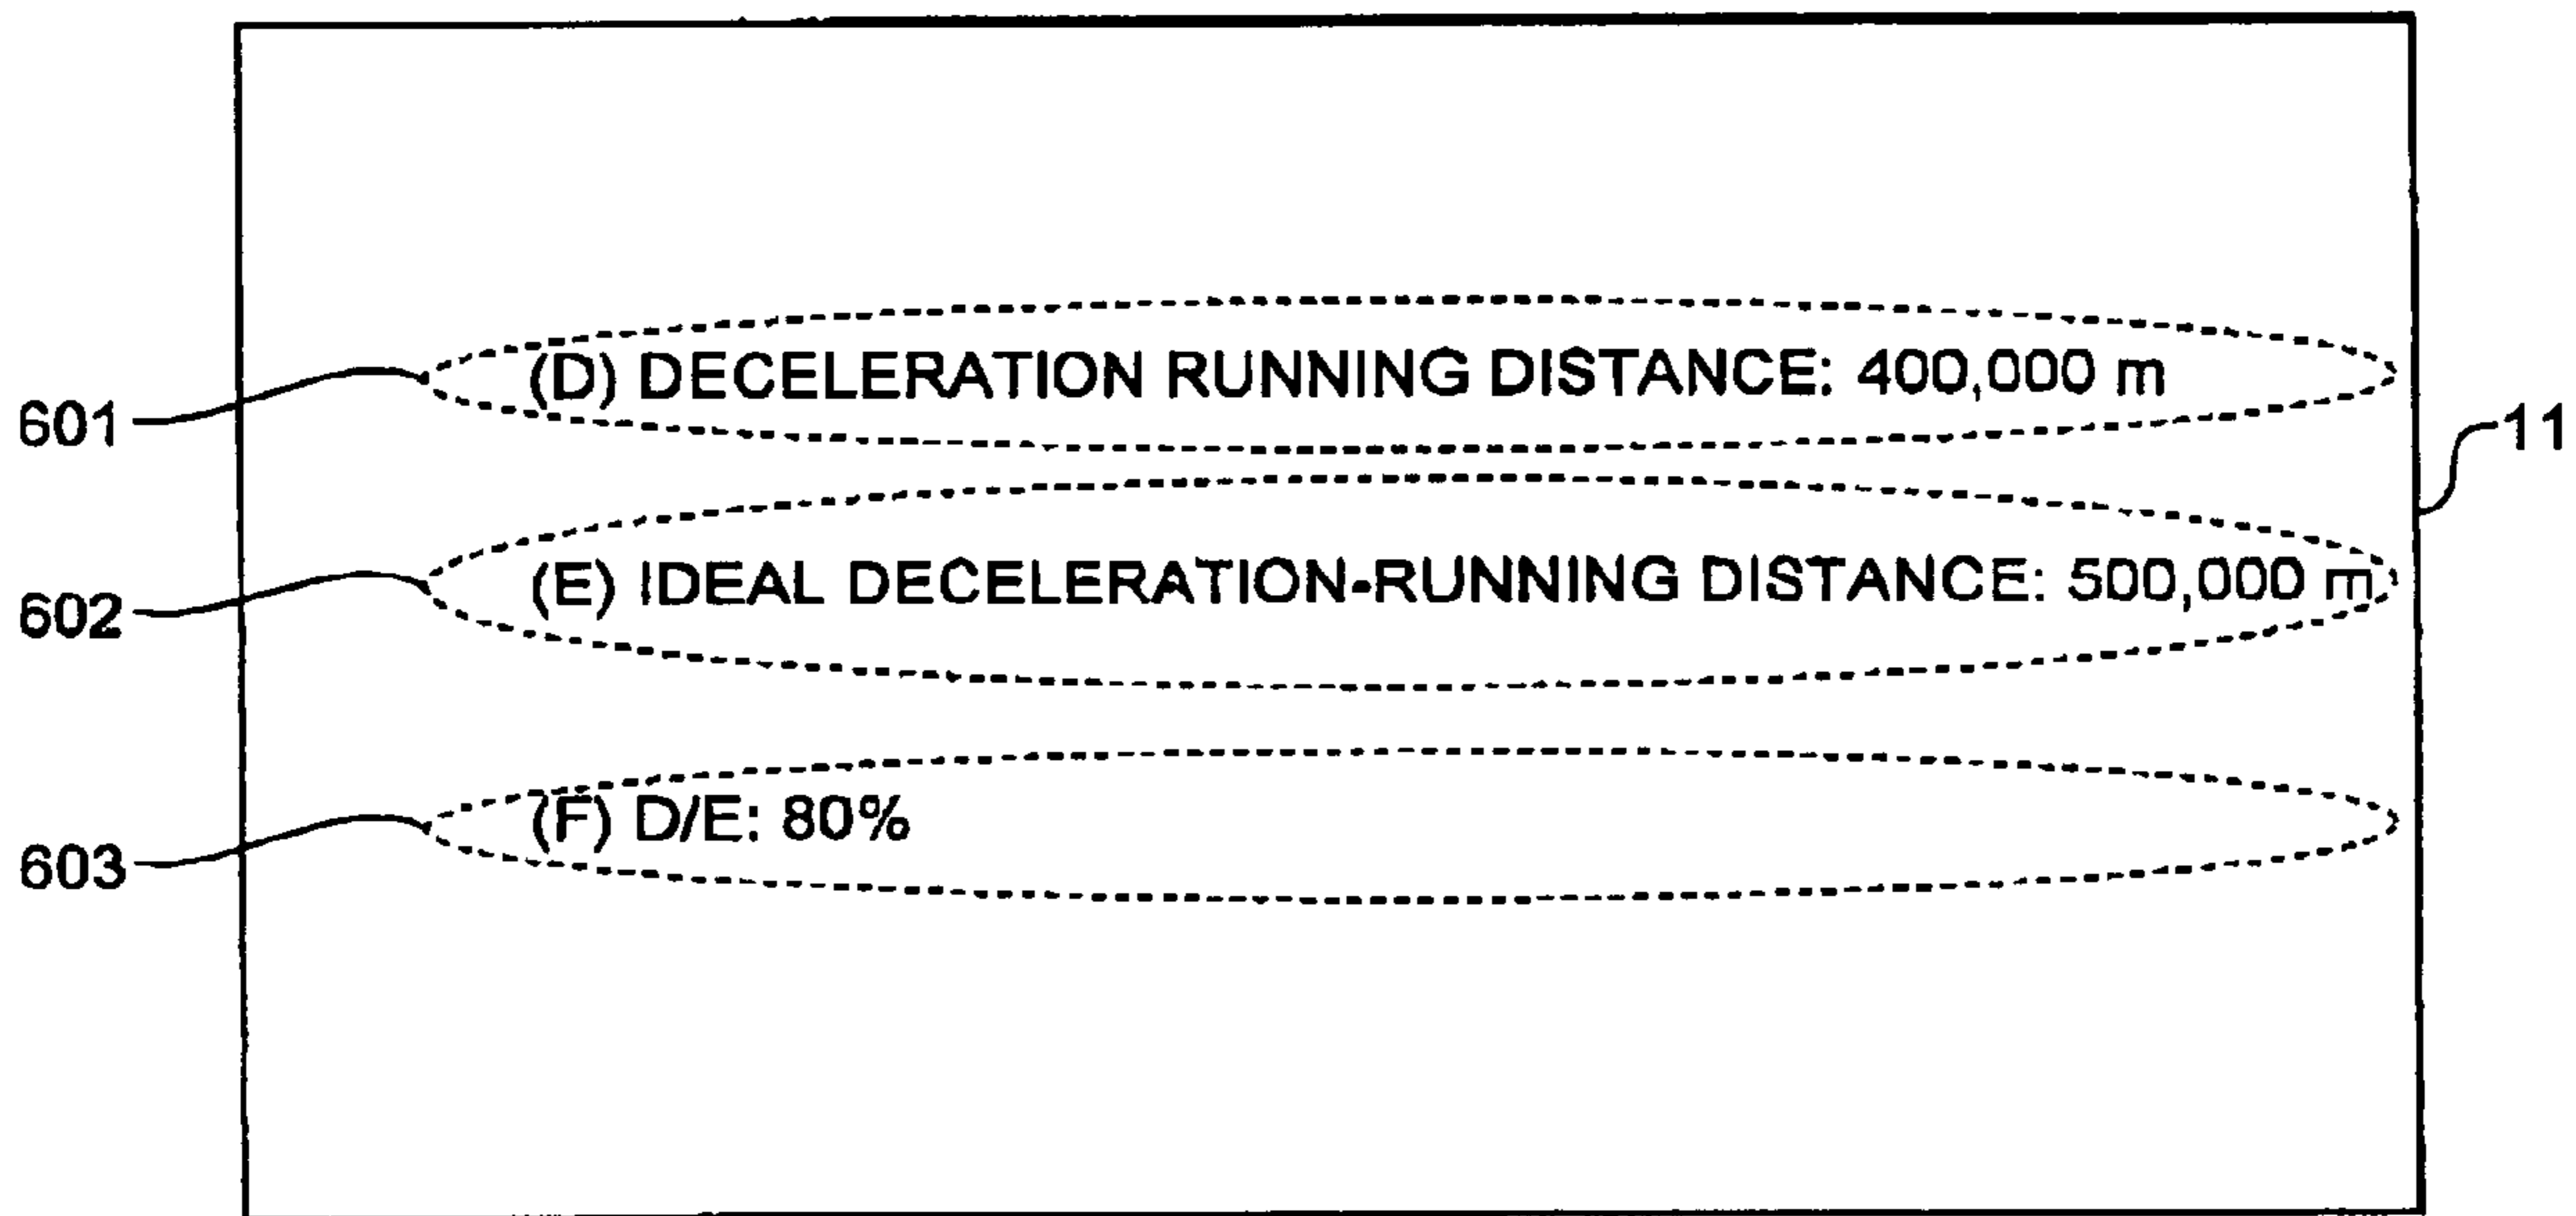 601
(D) DECELERATION RUNNING DISTANCE: 400,000 m
11
602
(E) IDEAL DECELERATION-RUNNING DISTANCE: 500,000 m
603
(F) D/E: 80%